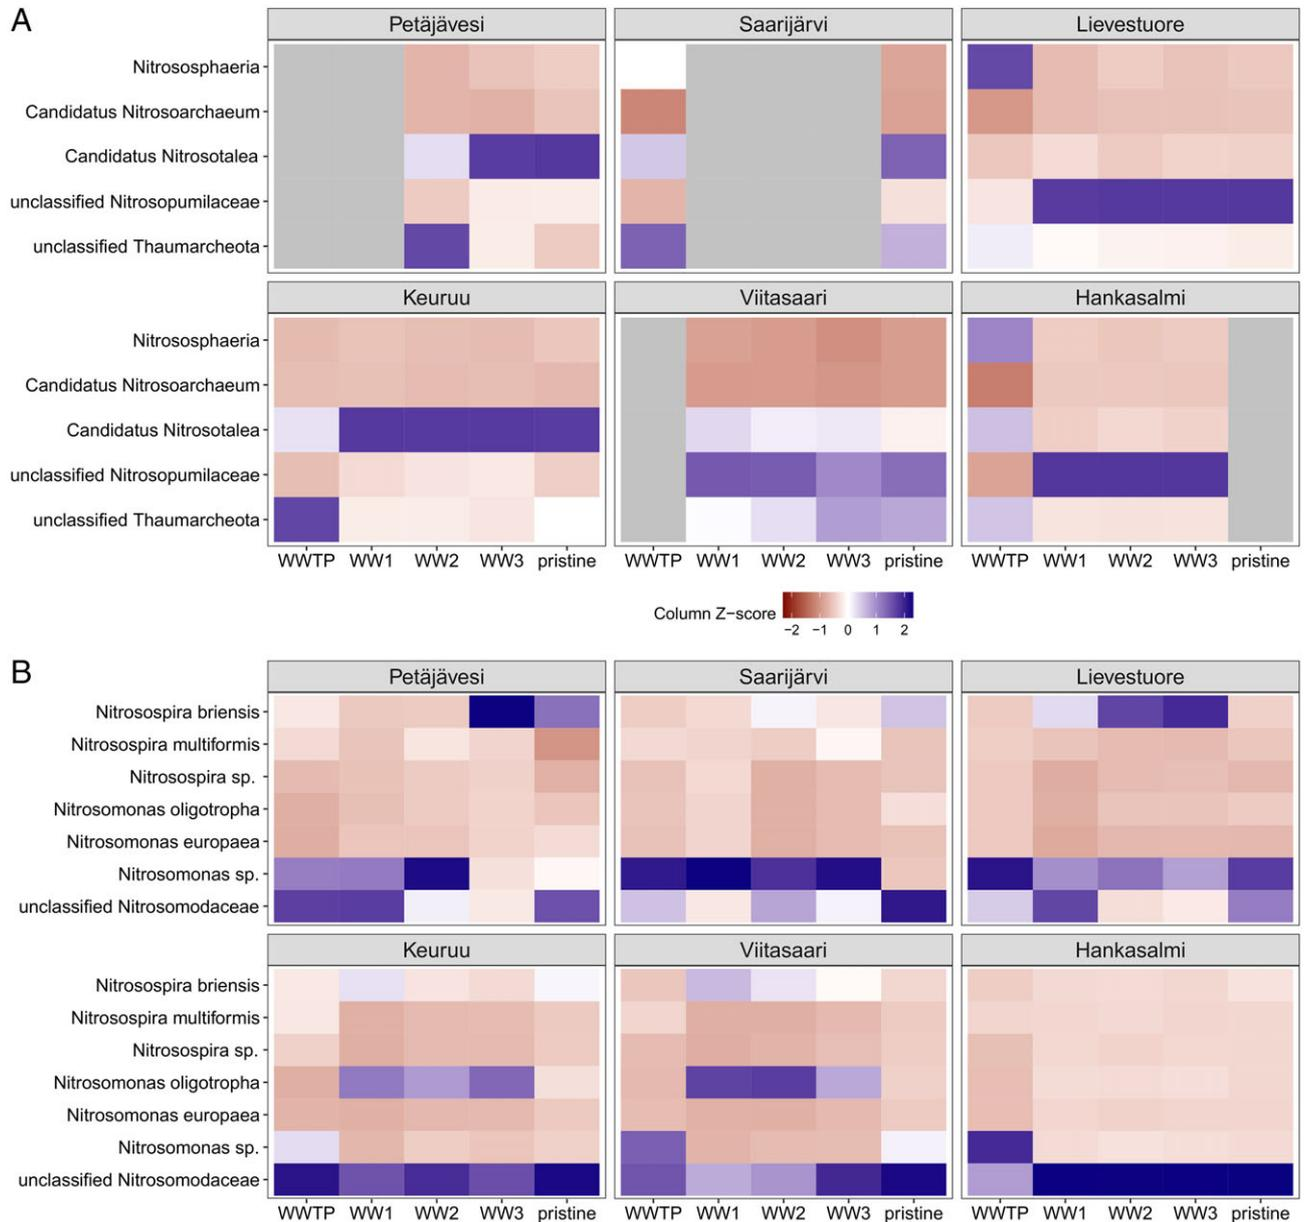 A
Petäjävesi Saarijärvi Lievestuore
Nitrososphaeria
Candidatus Nitrosoarchaeum
Candidatus Nitrosotalea
unclassified Nitrosopumilaceae
unclassified Thaumarcheota
Keuruu Viitasaari Hankasalmi
Nitrososphaeria
Candidatus Nitrosoarchaeum
Candidatus Nitrosotalea
unclassified Nitrosopumilaceae
unclassified Thaumarcheota
WWTP WW1 WW2 WW3 pristine WWTP WW1 WW2 WW3 pristine WWTP WW1 WW2 WW3 pristine
Column Z−score
−2 −1 0 1 2
B
Petäjävesi Saarijärvi Lievestuore
Nitrosospira briensis
Nitrosospira multiformis
Nitrosospira sp.
Nitrosomonas oligotropha
Nitrosomonas europaea
Nitrosomonas sp.
unclassified Nitrosomodaceae
Keuruu Viitasaari Hankasalmi
Nitrosospira briensis
Nitrosospira multiformis
Nitrosospira sp.
Nitrosomonas oligotropha
Nitrosomonas europaea
Nitrosomonas sp.
unclassified Nitrosomodaceae
WWTP WW1 WW2 WW3 pristine WWTP WW1 WW2 WW3 pristine WWTP WW1 WW2 WW3 pristine